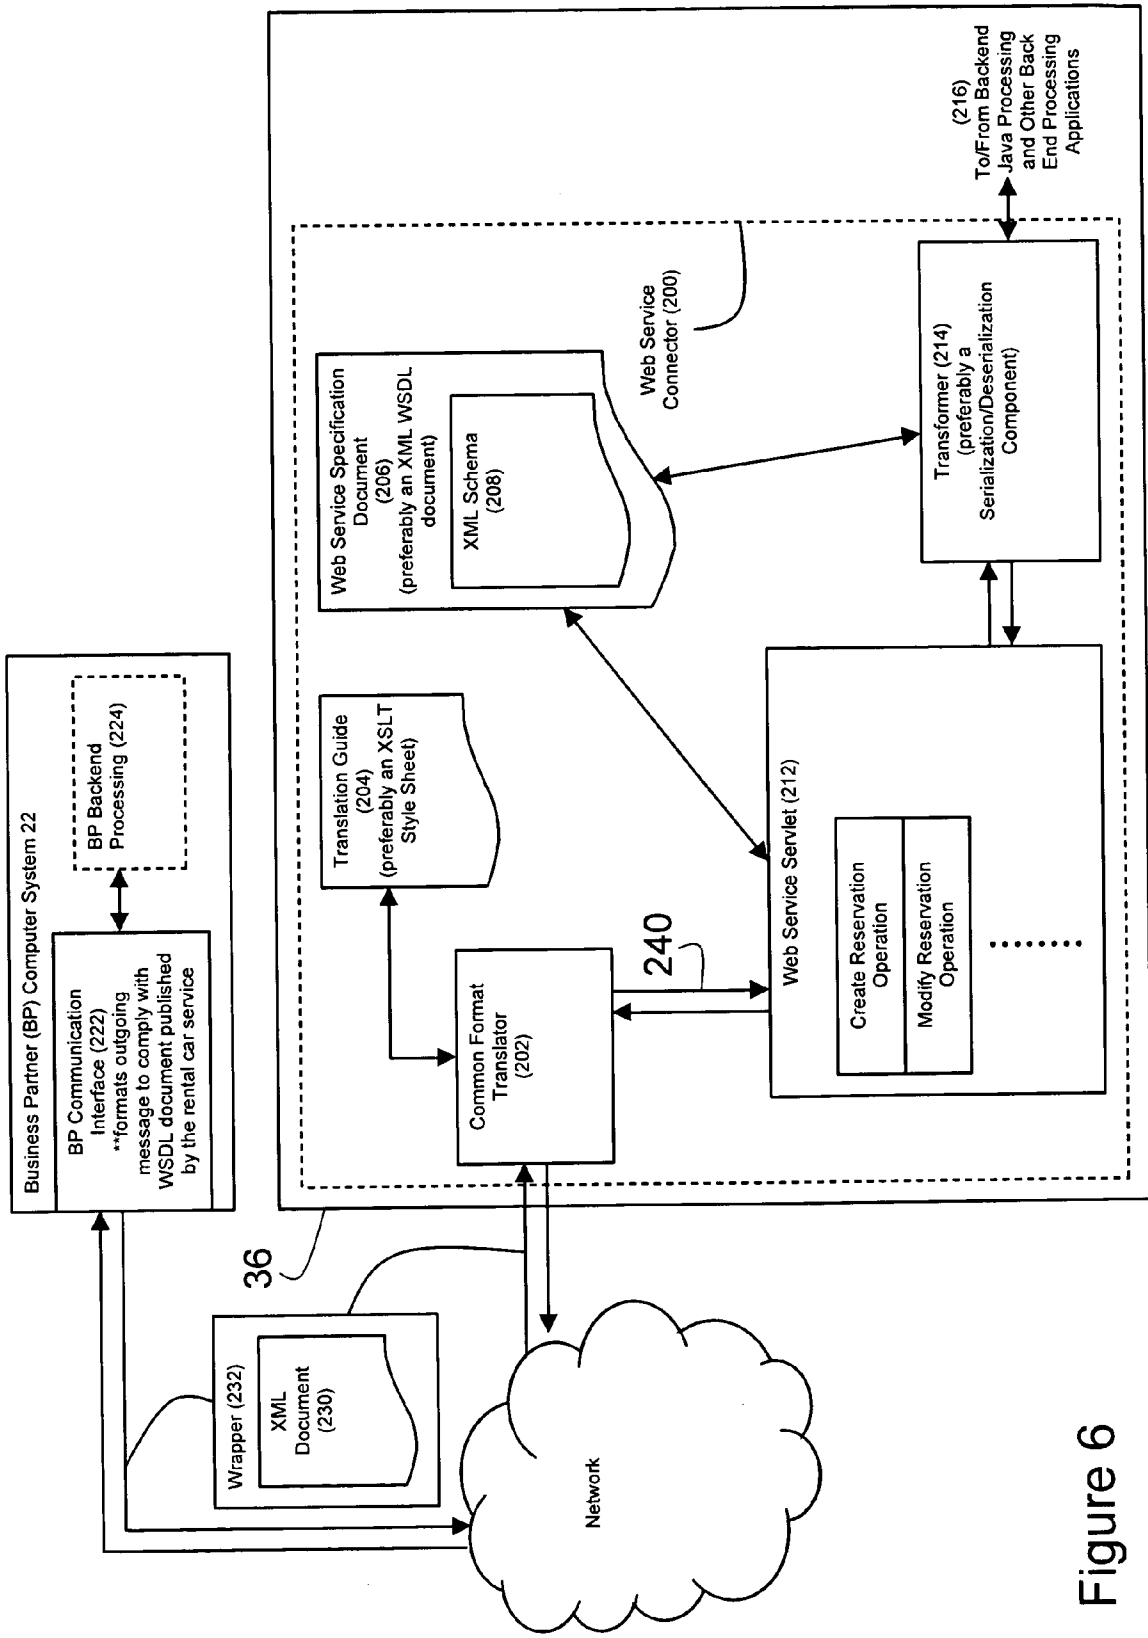 Business Partner (BP) Computer System 22
BP Communication
Interface (222)
**formats outgoing
message to comply with
WSDL document published
by the rental car service
BP Backend
Processing (224)
Wrapper (232)
XML
Document
(230)
36
Network
Common Format
Translator
(202)
Translation Guide
(204)
(preferably an XSLT
Style Sheet)
Web Service Specification
Document
(206)
(preferably an XML WSDL
document)
XML Schema
(208)
Web Service
Connector (200)
240
Web Service Servlet (212)
Create Reservation
Operation
Modify Reservation
Operation
........
Transformer (214)
(preferably a
Serialization/Deserialization
Component)
(216)
To/From Backend
Java Processing
and Other Back
End Processing
Applications
Figure 6